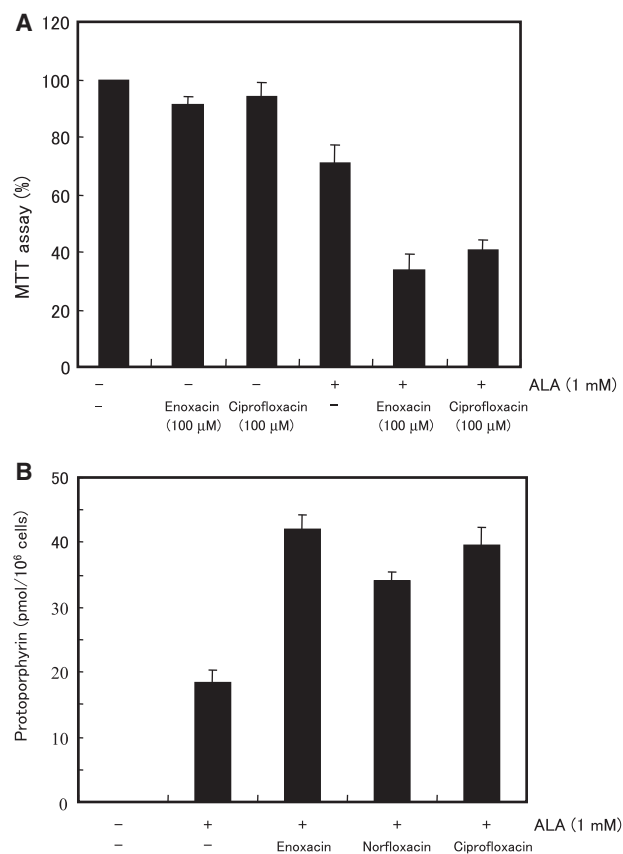 A
120
100
80
60
40
20
0
MTT assay (%)
− − − + + + ALA (1 mM)
− Enoxacin Ciprofloxacin − Enoxacin Ciprofloxacin
(100 μM) (100 μM) (100 μM) (100 μM)
B
50
40
30
20
10
0
Protoporphyrin (pmol/10⁶ cells)
− + + + + ALA (1 mM)
− − Enoxacin Norfloxacin Ciprofloxacin